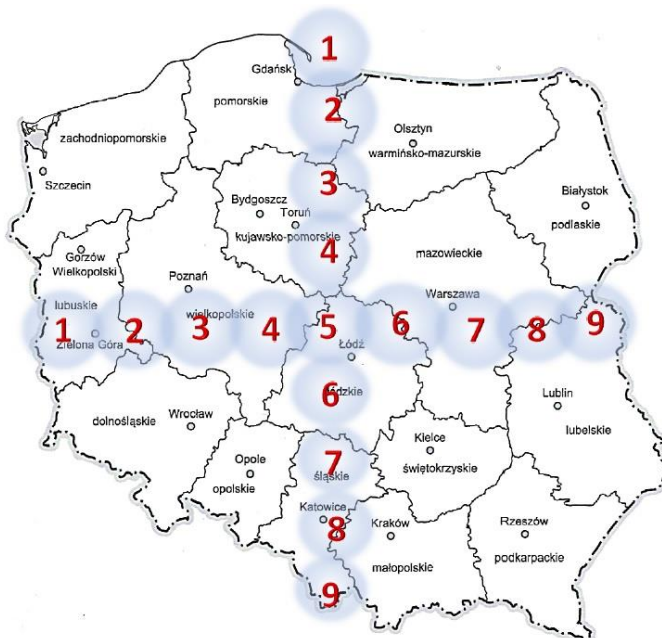 1
Gdańsk
pomorskie
2
Olsztyn
warmińsko-mazurskie
zachodniopomorskie
Szczecin
3
Białystok
podlaskie
Bydgoszcz
Toruń
kujawsko-pomorskie
4
mazowieckie
Gorzów
Wielkopolski
Poznań
lubuskie
wielkopolskie
Warszawa
1 2 3 4 5 6 7 8 9
Zielona Góra
Łódź
łódzkie
6
Lublin
lubelskie
dolnośląskie
Wrocław
Kielce
świętokrzyskie
Opole
opolskie
7
śląskie
Katowice
8
Kraków
małopolskie
Rzeszów
podkarpackie
9